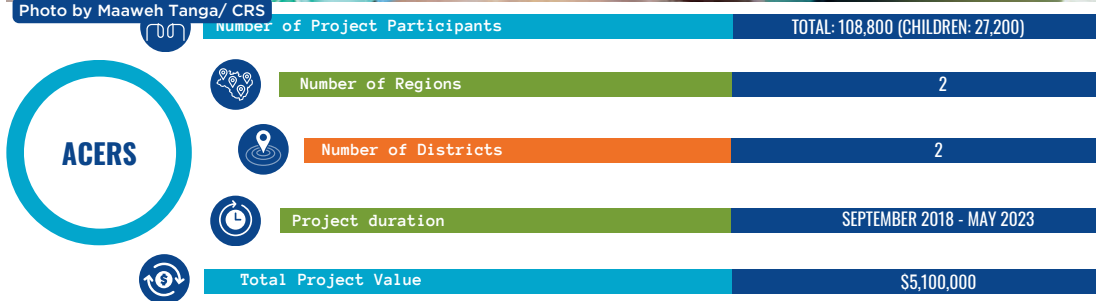 Photo by Maaweh Tanga/ CRS
Number of Project Participants TOTAL: 108,800 (CHILDREN: 27,200)
Number of Regions 2
ACERS
Number of Districts 2
Project duration SEPTEMBER 2018 - MAY 2023
Total Project Value $5,100,000